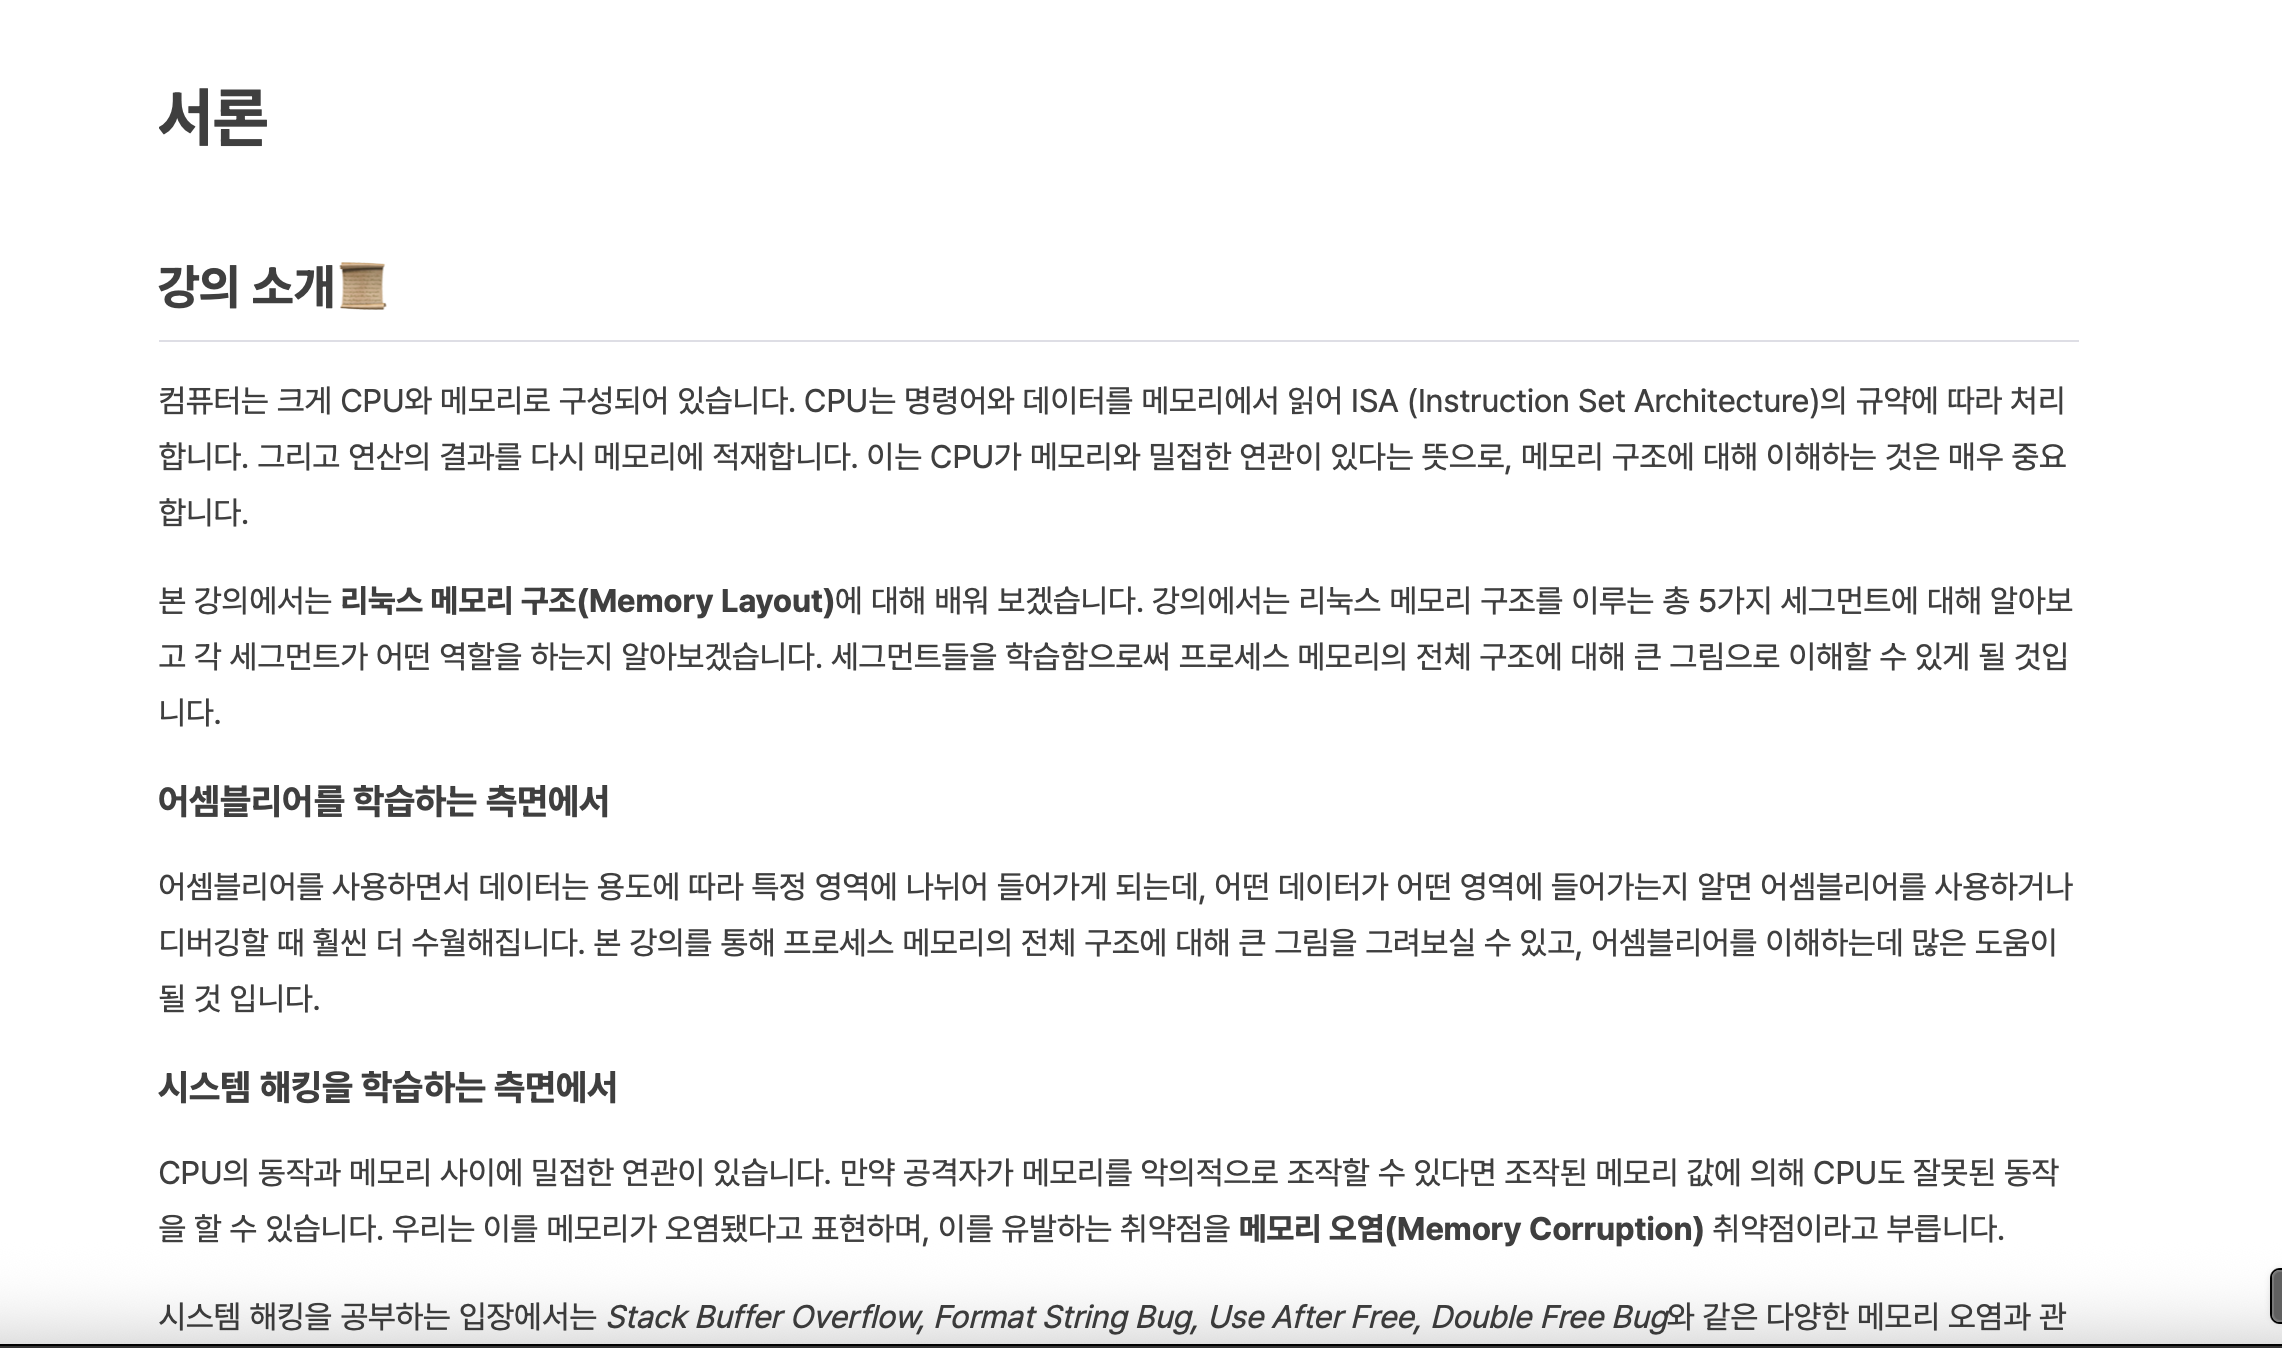 서론
강의 소개📜
컴퓨터는 크게 CPU와 메모리로 구성되어 있습니다. CPU는 명령어와 데이터를 메모리에서 읽어 ISA (Instruction Set Architecture)의 규약에 따라 처리
합니다. 그리고 연산의 결과를 다시 메모리에 적재합니다. 이는 CPU가 메모리와 밀접한 연관이 있다는 뜻으로, 메모리 구조에 대해 이해하는 것은 매우 중요
합니다.
본 강의에서는 리눅스 메모리 구조(Memory Layout)에 대해 배워 보겠습니다. 강의에서는 리눅스 메모리 구조를 이루는 총 5가지 세그먼트에 대해 알아보
고 각 세그먼트가 어떤 역할을 하는지 알아보겠습니다. 세그먼트들을 학습함으로써 프로세스 메모리의 전체 구조에 대해 큰 그림으로 이해할 수 있게 될 것입
니다.
어셈블리어를 학습하는 측면에서
어셈블리어를 사용하면서 데이터는 용도에 따라 특정 영역에 나뉘어 들어가게 되는데, 어떤 데이터가 어떤 영역에 들어가는지 알면 어셈블리어를 사용하거나
디버깅할 때 훨씬 더 수월해집니다. 본 강의를 통해 프로세스 메모리의 전체 구조에 대해 큰 그림을 그려보실 수 있고, 어셈블리어를 이해하는데 많은 도움이
될 것 입니다.
시스템 해킹을 학습하는 측면에서
CPU의 동작과 메모리 사이에 밀접한 연관이 있습니다. 만약 공격자가 메모리를 악의적으로 조작할 수 있다면 조작된 메모리 값에 의해 CPU도 잘못된 동작
을 할 수 있습니다. 우리는 이를 메모리가 오염됐다고 표현하며, 이를 유발하는 취약점을 메모리 오염(Memory Corruption) 취약점이라고 부릅니다.
시스템 해킹을 공부하는 입장에서는 Stack Buffer Overflow, Format String Bug, Use After Free, Double Free Bug와 같은 다양한 메모리 오염과 관